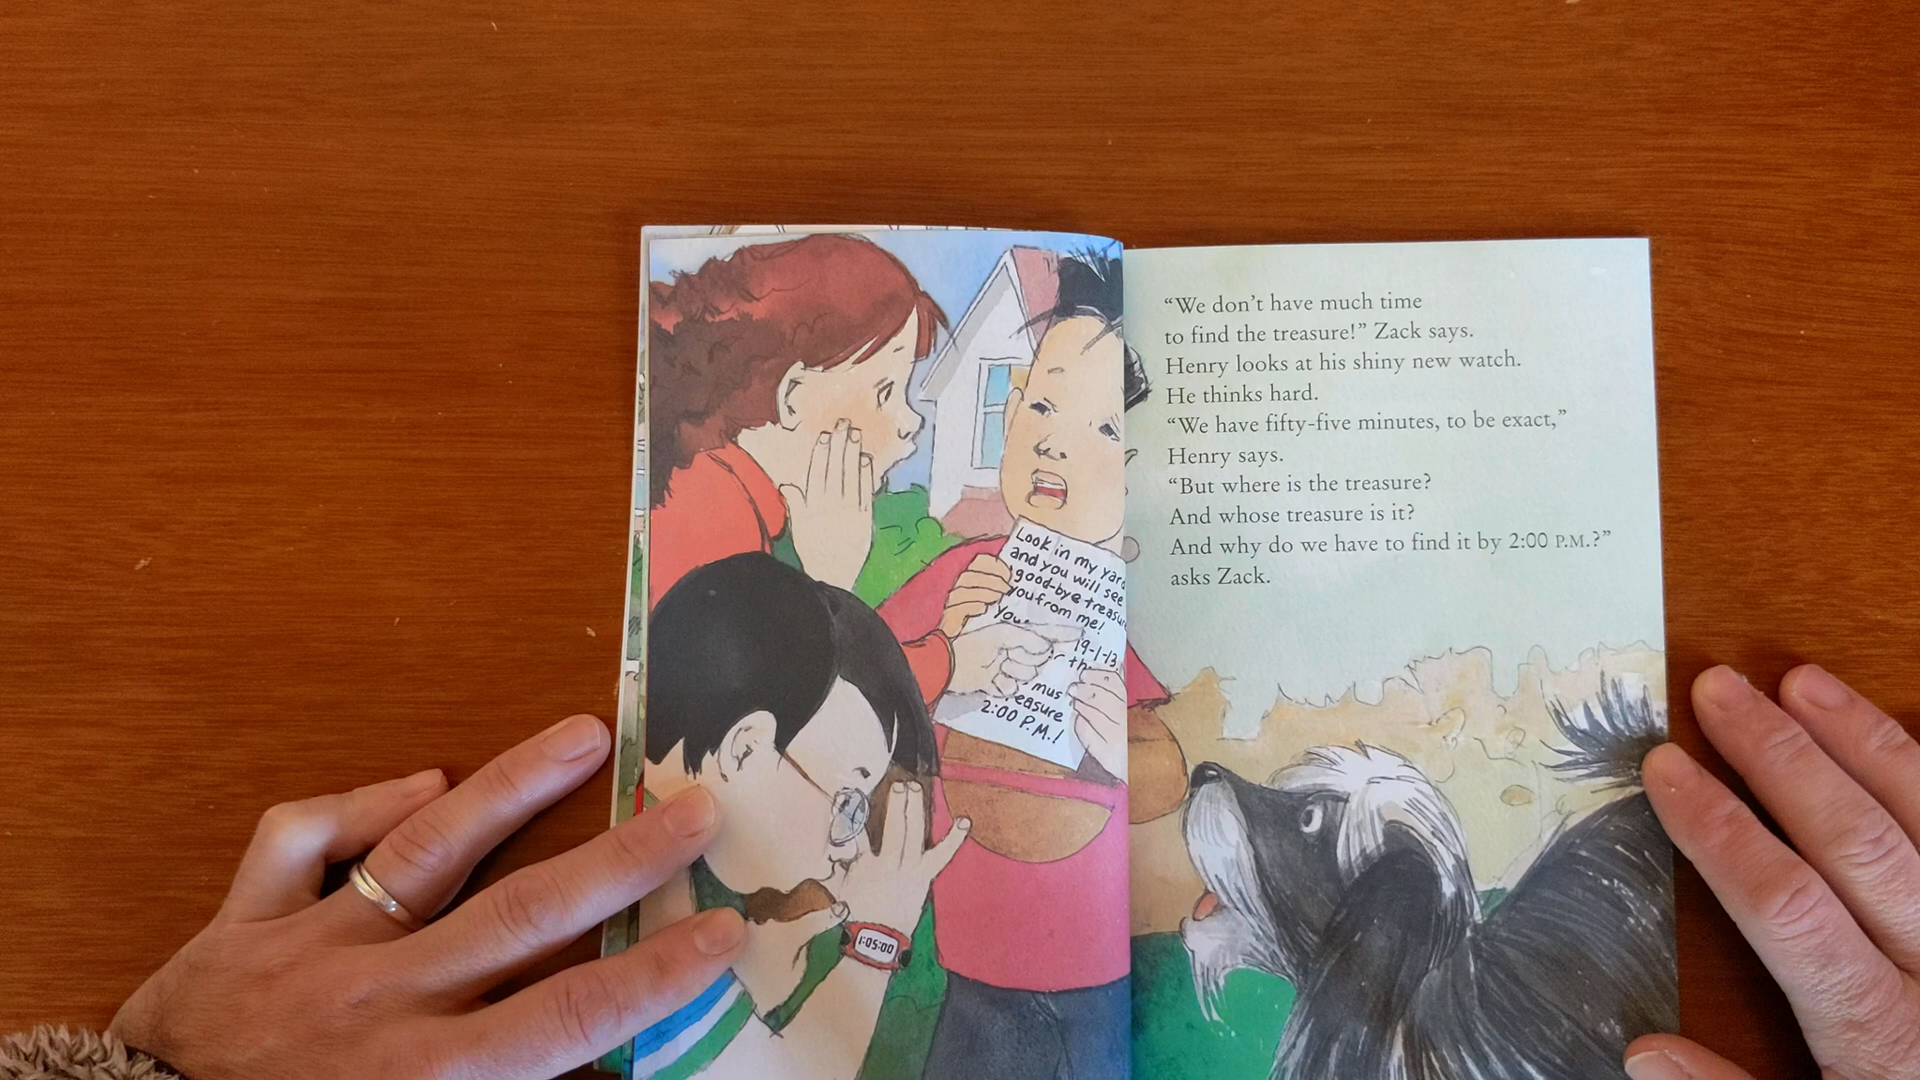 Look in my yard
and you will see
good-bye treasure
you from me!
You
19-1-13.
mus
easure
2:00 P.M.!
1:05:00
“We don’t have much time
to find the treasure!” Zack says.
Henry looks at his shiny new watch.
He thinks hard.
“We have fifty-five minutes, to be exact,”
Henry says.
“But where is the treasure?
And whose treasure is it?
And why do we have to find it by 2:00 P.M.?”
asks Zack.